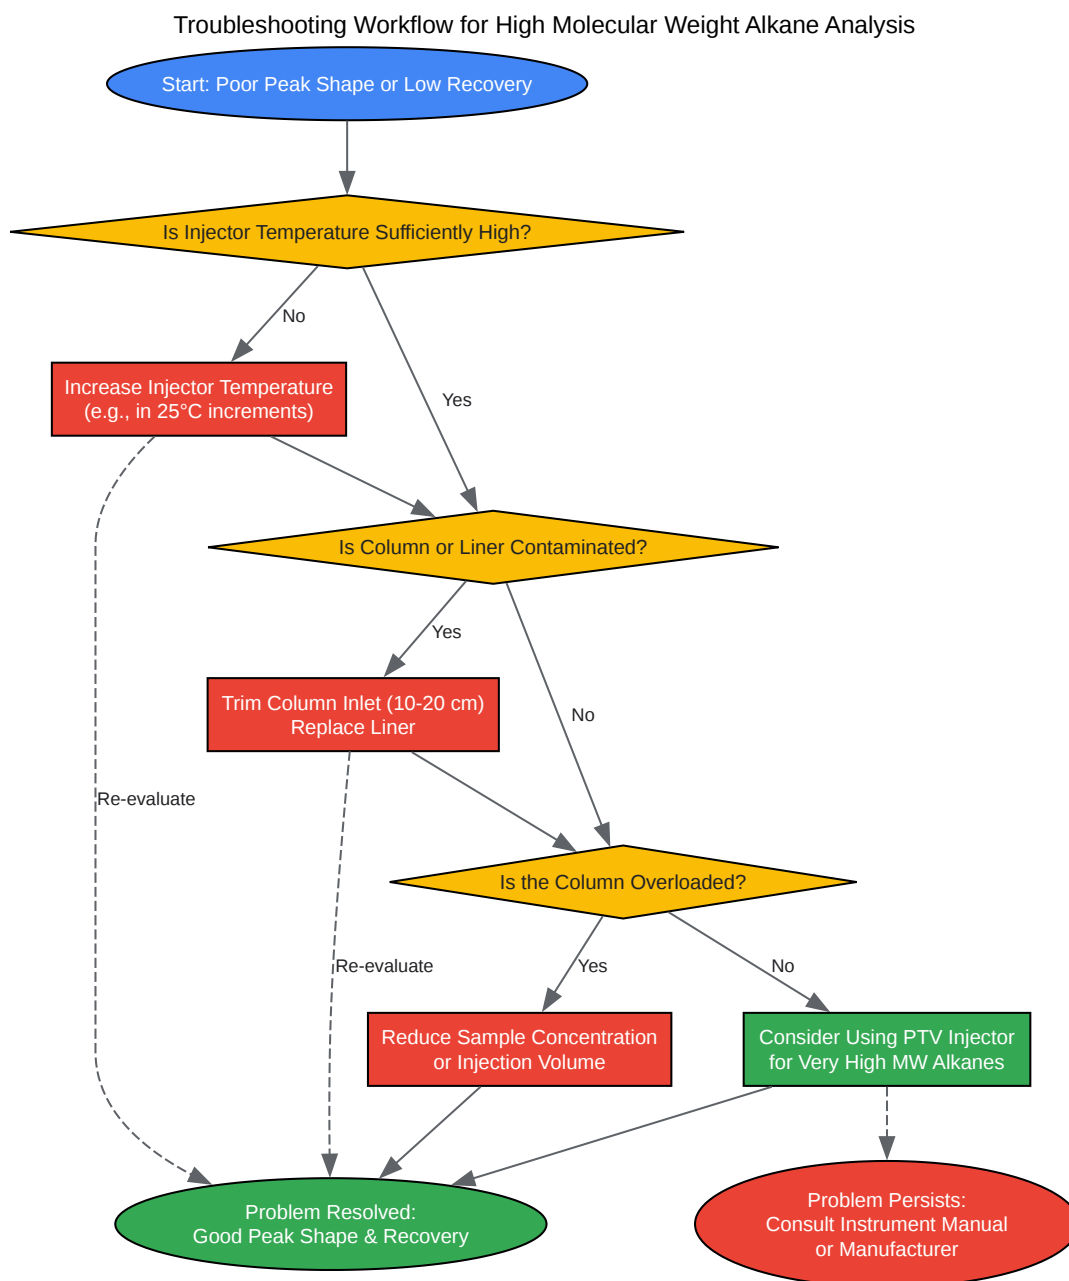 Troubleshooting Workflow for High Molecular Weight Alkane Analysis
Start: Poor Peak Shape or Low Recovery
Is Injector Temperature Sufficiently High?
No
Increase Injector Temperature
(e.g., in 25°C increments)
Yes
Is Column or Liner Contaminated?
Yes
Trim Column Inlet (10-20 cm)
Replace Liner
No
Re-evaluate
Is the Column Overloaded?
Re-evaluate
Yes
No
Reduce Sample Concentration
or Injection Volume
Consider Using PTV Injector
for Very High MW Alkanes
Problem Resolved:
Good Peak Shape & Recovery
Problem Persists:
Consult Instrument Manual
or Manufacturer